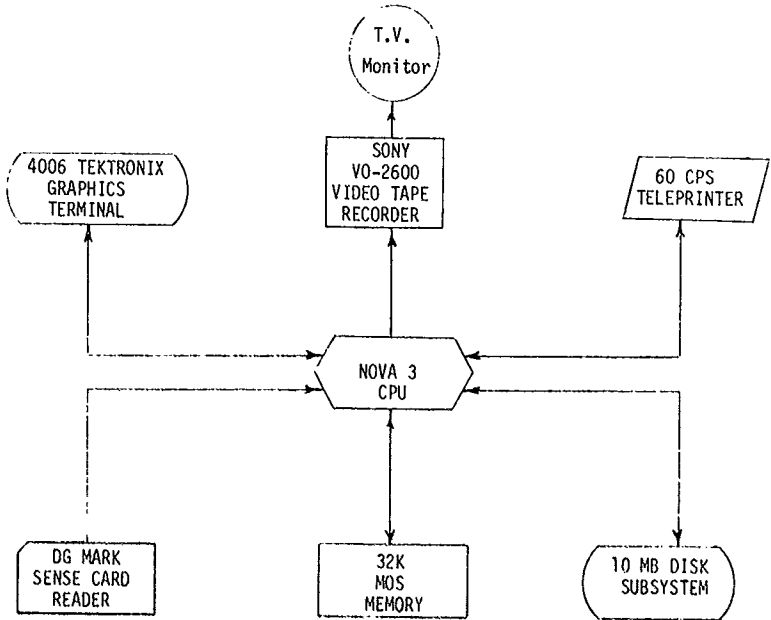 T.V.
Monitor
4006 TEKTRONIX
GRAPHICS
TERMINAL
SONY
VO-2600
VIDEO TAPE
RECORDER
60 CPS
TELEPRINTER
NOVA 3
CPU
DG MARK
SENSE CARD
READER
32K
MOS
MEMORY
10 MB DISK
SUBSYSTEM